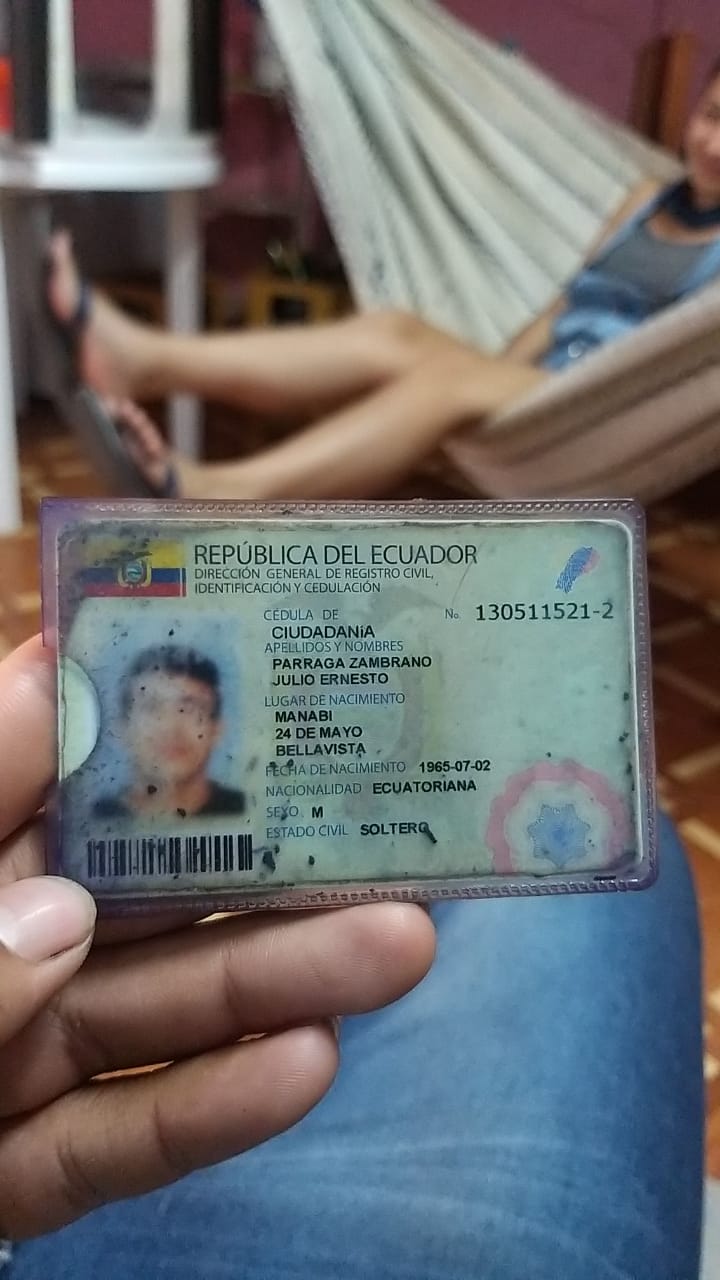 REPÚBLICA DEL ECUADOR
DIRECCIÓN GENERAL DE REGISTRO CIVIL,
IDENTIFICACIÓN Y CEDULACIÓN
CÉDULA DE No. 130511521-2
CIUDADANÍA
APELLIDOS Y NOMBRES
PARRAGA ZAMBRANO
JULIO ERNESTO
LUGAR DE NACIMIENTO
MANABI
24 DE MAYO
BELLAVISTA
FECHA DE NACIMIENTO 1965-07-02
NACIONALIDAD ECUATORIANA
SEXO M
ESTADO CIVIL SOLTERO